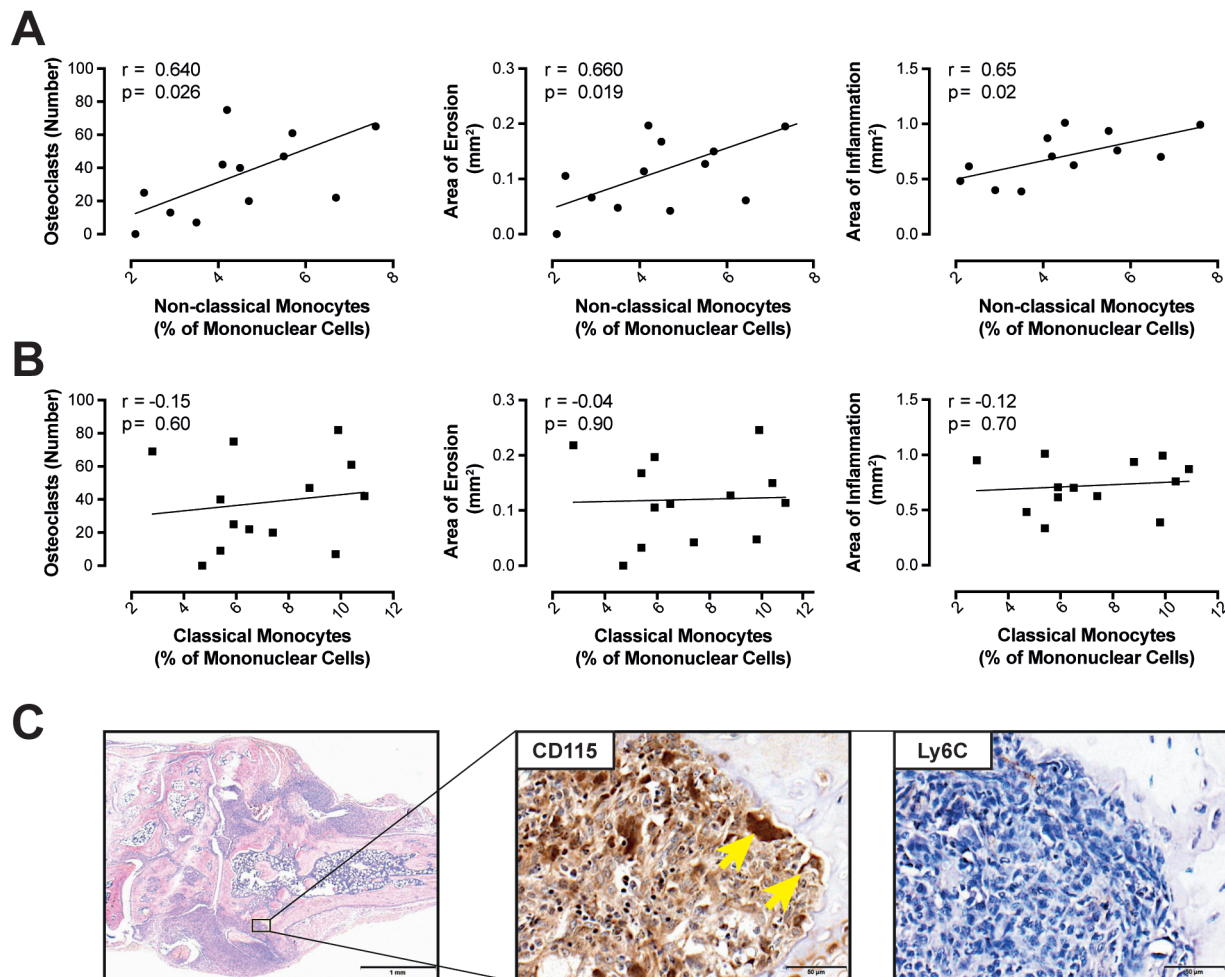 A
r = 0.640
p= 0.026
Osteoclasts (Number)
100
80
60
40
20
0
2
4
6
8
Non-classical Monocytes
(% of Mononuclear Cells)
r = 0.660
p= 0.019
Area of Erosion
(mm²)
0.3
0.2
0.1
0.0
2
4
6
8
Non-classical Monocytes
(% of Mononuclear Cells)
r = 0.65
p= 0.02
Area of Inflammation
(mm²)
1.5
1.0
0.5
0.0
2
4
6
8
Non-classical Monocytes
(% of Mononuclear Cells)
B
r = -0.15
p= 0.60
Osteoclasts (Number)
100
80
60
40
20
0
2
4
6
8
10
12
Classical Monocytes
(% of Mononuclear Cells)
r = -0.04
p= 0.90
Area of Erosion
(mm²)
0.3
0.2
0.1
0.0
2
4
6
8
10
12
Classical Monocytes
(% of Mononuclear Cells)
r = -0.12
p= 0.70
Area of Inflammation
(mm²)
1.5
1.0
0.5
0.0
2
4
6
8
10
12
Classical Monocytes
(% of Mononuclear Cells)
C
1 mm
CD115
50 µm
Ly6C
50 µm